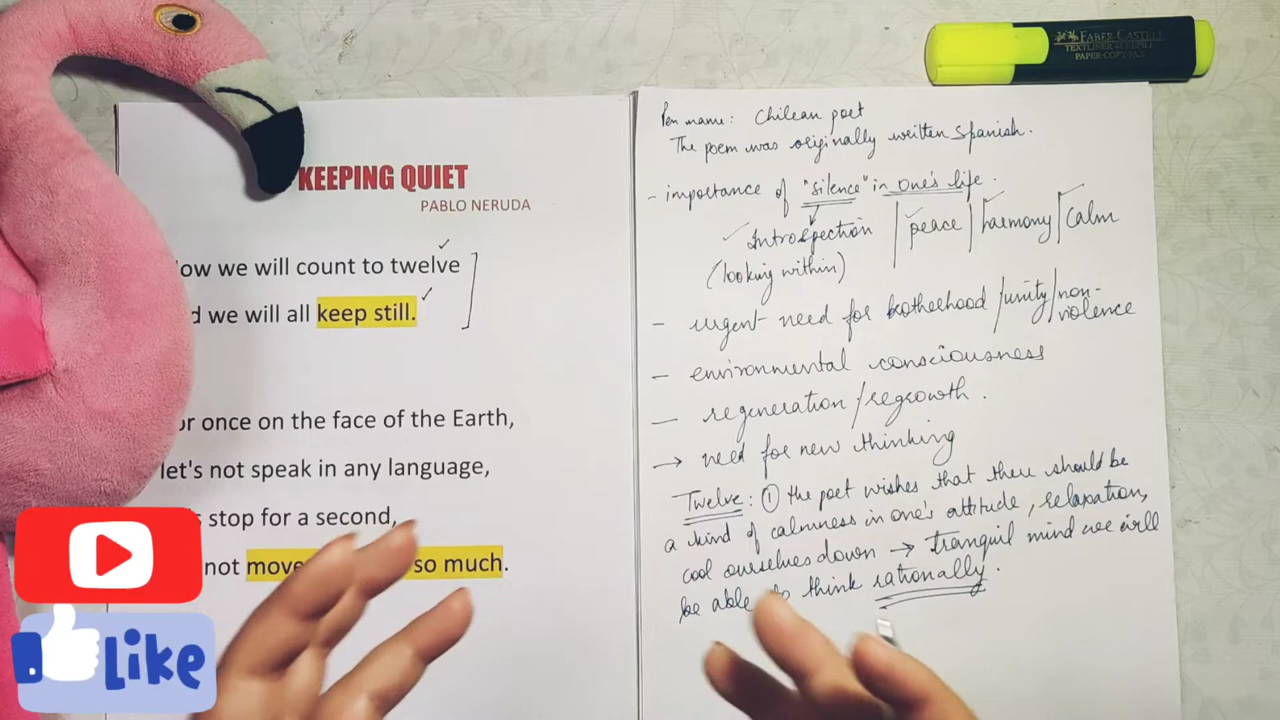 KEEPING QUIET
PABLO NERUDA
ow we will count to twelve
d we will all keep still.
or once on the face of the Earth,
let's not speak in any language,
s stop for a second,
not move so much.
Pen name: Chilean poet
The poem was originally written Spanish.
- importance of "silence" in one's life.
Introspection | peace | harmony | calm
(looking within)
- urgent need for brotherhood / unity / non-
violence
- environmental consciousness
- regeneration / regrowth.
→ need for new thinking
Twelve: ① the poet wishes that there should be
a kind of calmness in one's attitude, relaxation,
cool ourselves down → tranquil mind we will
be able to think rationally.
FABER-CASTELL
TEXTLINER 48 REFILL
PAPER-COPY-FAX
Like